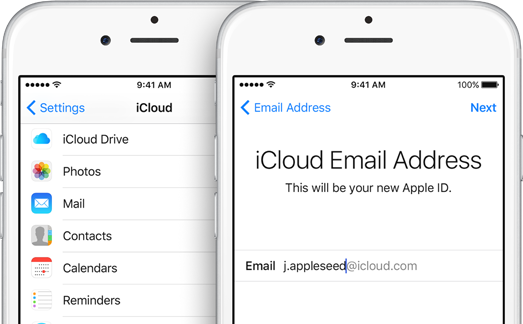 9:41 AM
Settings
iCloud
iCloud Drive
Photos
Mail
Contacts
Calendars
Reminders
9:41 AM 100%
Email Address Next
iCloud Email Address
This will be your new Apple ID.
Email j.appleseed@icloud.com